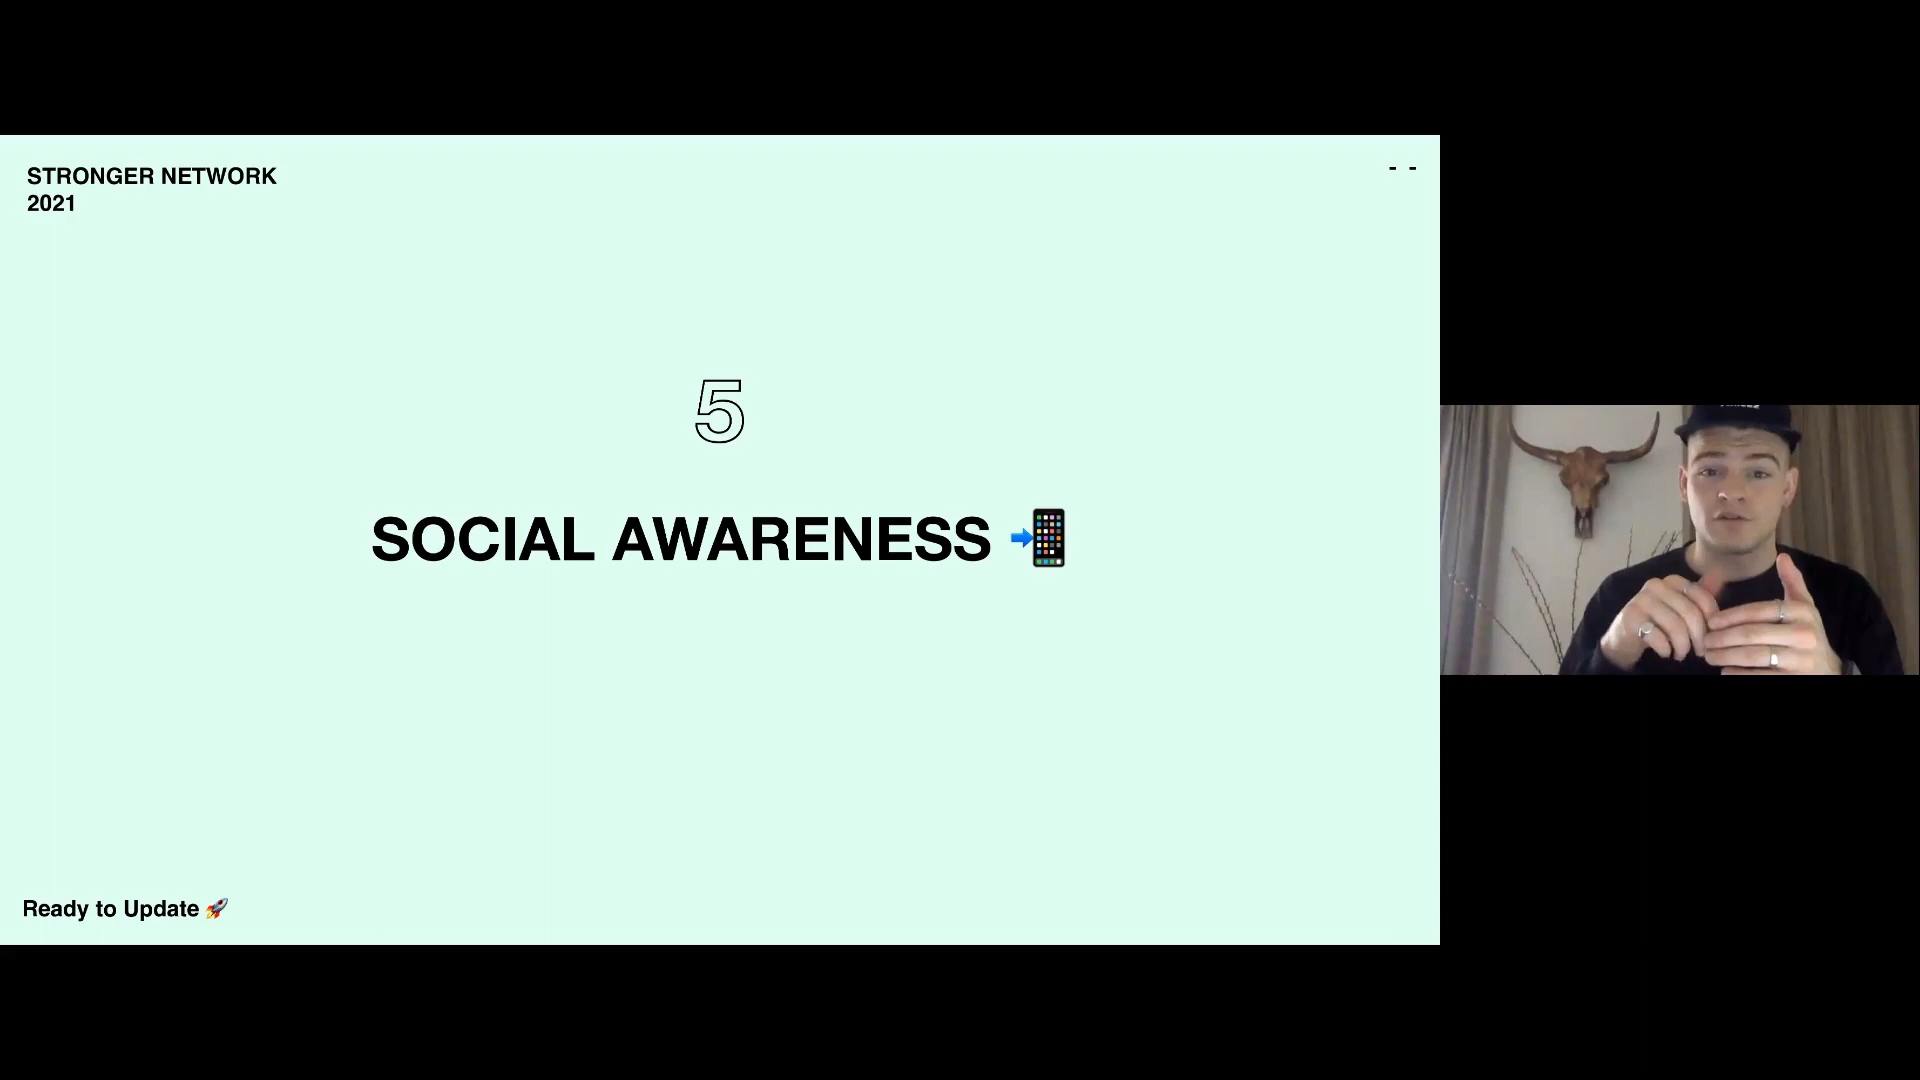 STRONGER NETWORK
2021
- -
5
SOCIAL AWARENESS 📲
Ready to Update 🚀